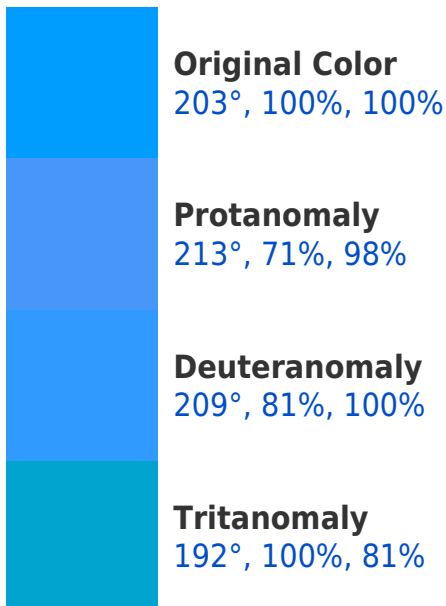 Original Color
203°, 100%, 100%
Protanomaly
213°, 71%, 98%
Deuteranomaly
209°, 81%, 100%
Tritanomaly
192°, 100%, 81%